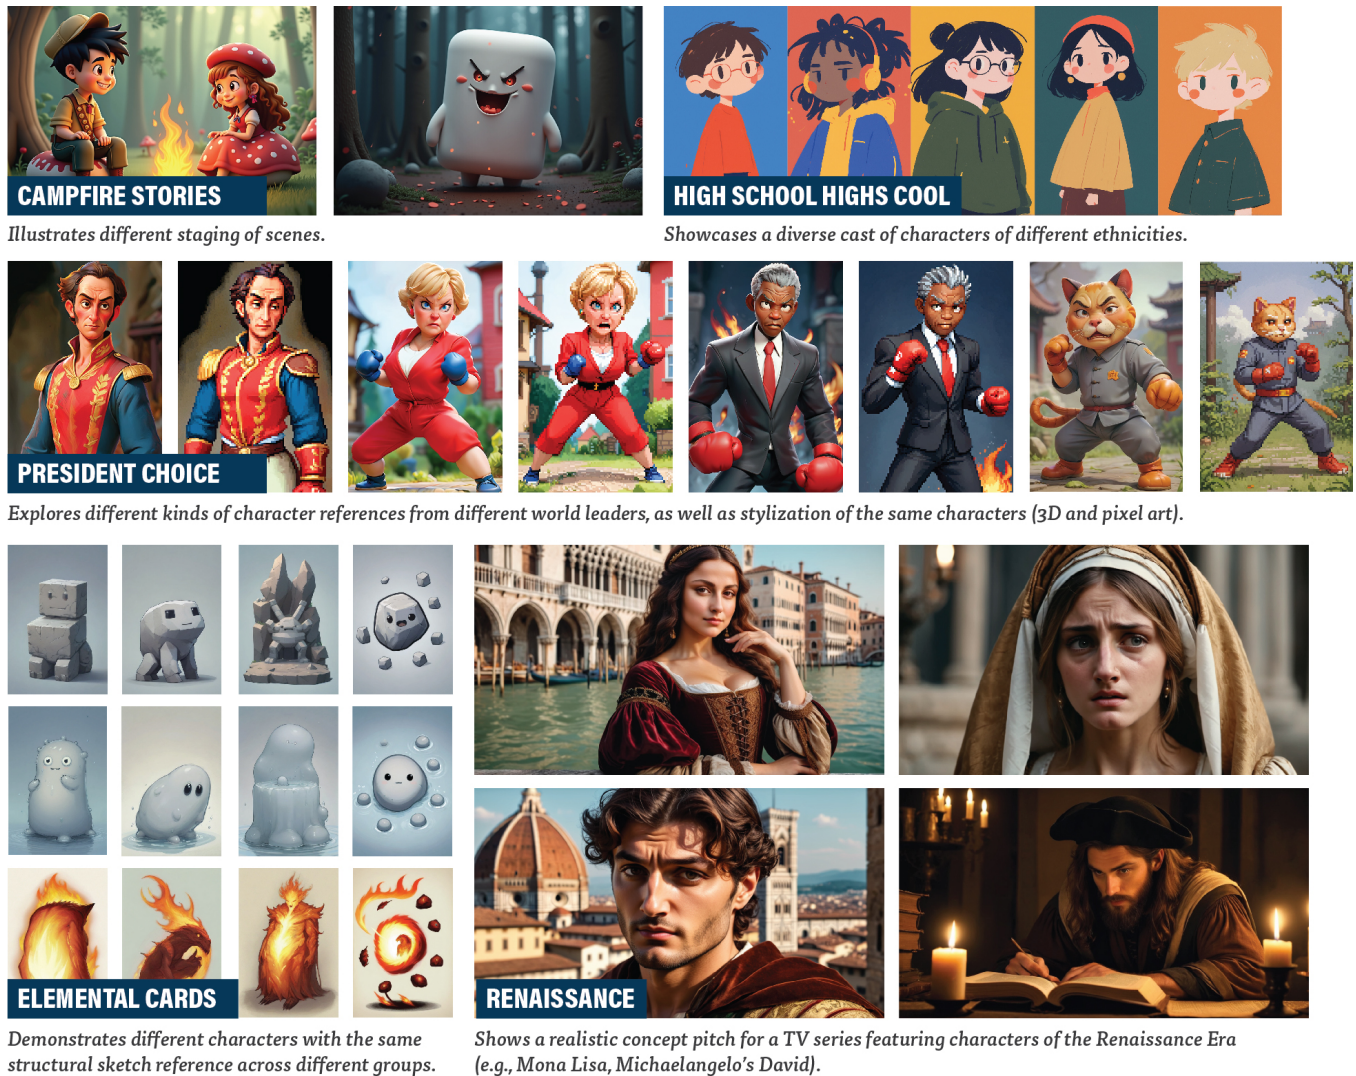 CAMPFIRE STORIES
Illustrates different staging of scenes.
HIGH SCHOOL HIGHS COOL
Showcases a diverse cast of characters of different ethnicities.
PRESIDENT CHOICE
Explores different kinds of character references from different world leaders, as well as stylization of the same characters (3D and pixel art).
ELEMENTAL CARDS
Demonstrates different characters with the same
structural sketch reference across different groups.
RENAISSANCE
Shows a realistic concept pitch for a TV series featuring characters of the Renaissance Era
(e.g., Mona Lisa, Michaelangelo's David).